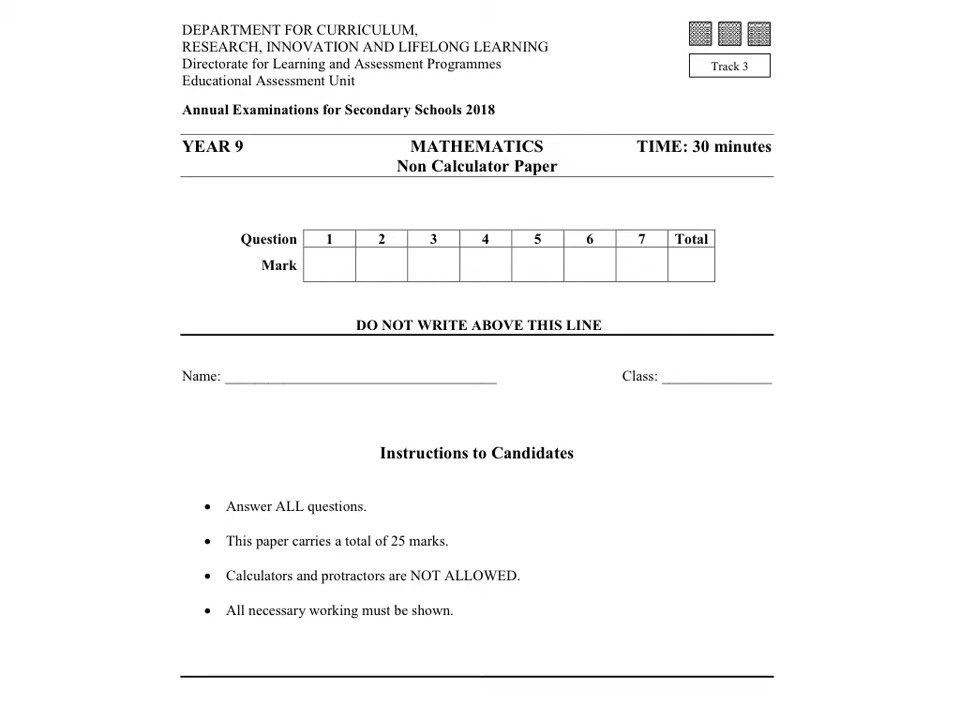 DEPARTMENT FOR CURRICULUM,
RESEARCH, INNOVATION AND LIFELONG LEARNING
Directorate for Learning and Assessment Programmes
Educational Assessment Unit
Track 3
Annual Examinations for Secondary Schools 2018
YEAR 9 MATHEMATICS TIME: 30 minutes
Non Calculator Paper
Question 1 2 3 4 5 6 7 Total
Mark
DO NOT WRITE ABOVE THIS LINE
Name: ____________________ Class: __________
Instructions to Candidates
• Answer ALL questions.
• This paper carries a total of 25 marks.
• Calculators and protractors are NOT ALLOWED.
• All necessary working must be shown.